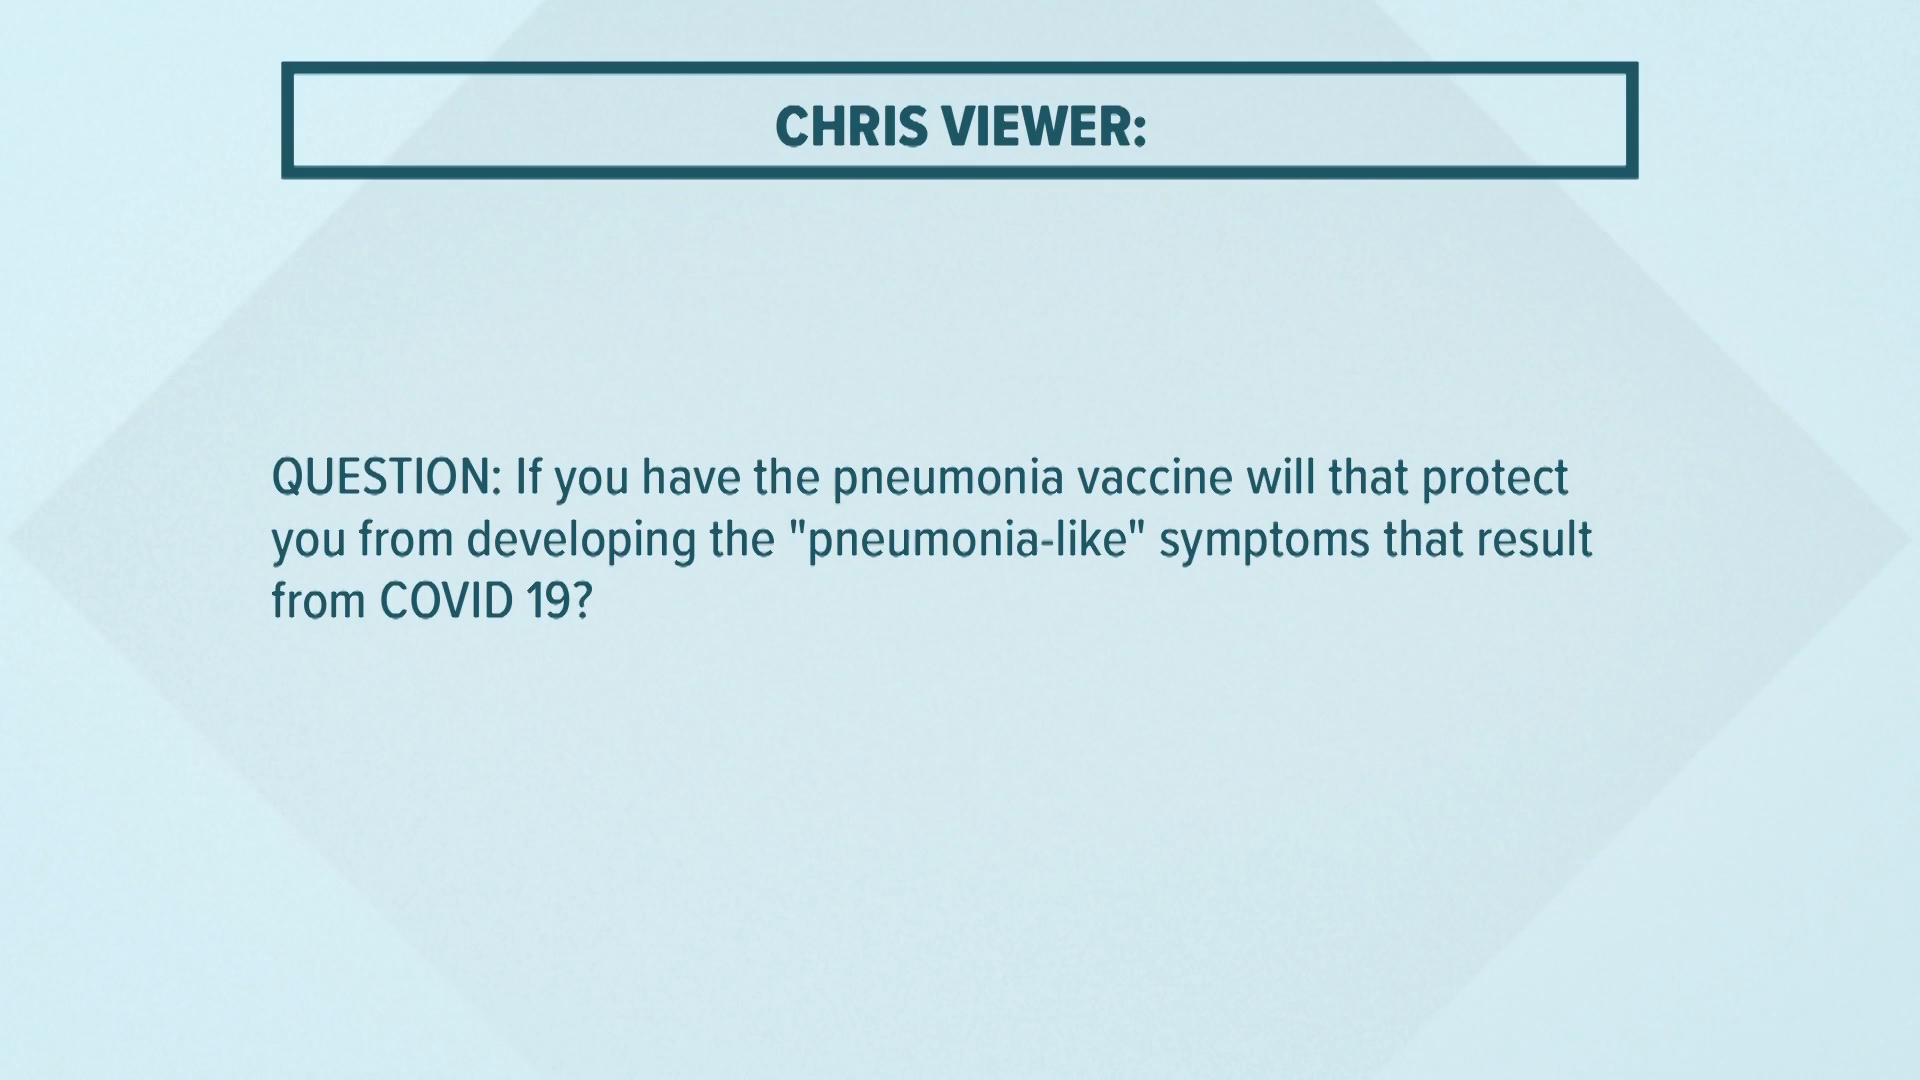 CHRIS VIEWER:
QUESTION: If you have the pneumonia vaccine will that protect
you from developing the "pneumonia-like" symptoms that result
from COVID 19?